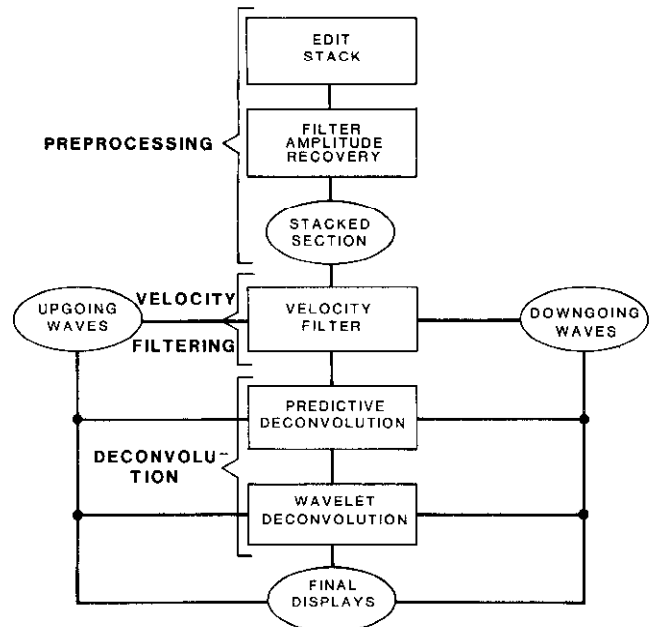 EDIT
STACK
PREPROCESSING
FILTER
AMPLITUDE
RECOVERY
STACKED
SECTION
VELOCITY
FILTERING
UPGOING
WAVES
VELOCITY
FILTER
DOWNGOING
WAVES
PREDICTIVE
DECONVOLUTION
DECONVOLU-
TION
WAVELET
DECONVOLUTION
FINAL
DISPLAYS